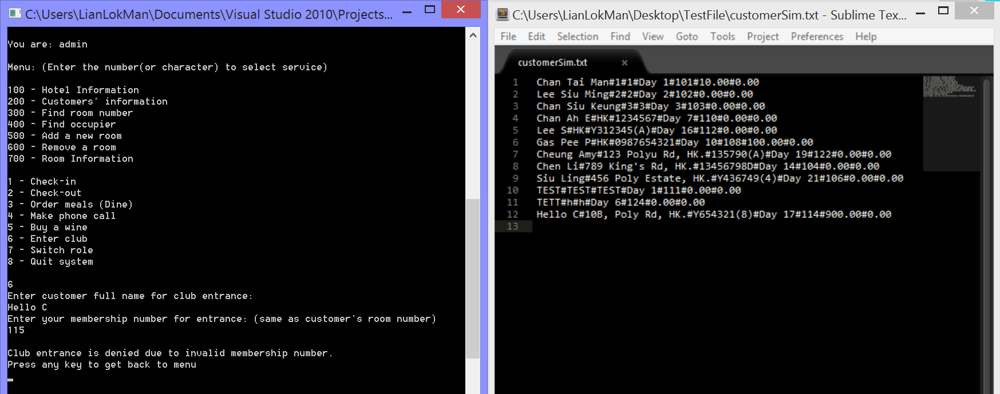 C:\Users\LianLokMan\Documents\Visual Studio 2010\Projects...
You are: admin
Menu: (Enter the number(or character) to select service)
100 - Hotel Information
200 - Customers' information
300 - Find room number
400 - Find occupier
500 - Add a new room
600 - Remove a room
700 - Room Information
1 - Check-in
2 - Check-out
3 - Order meals (Dine)
4 - Make phone call
5 - Buy a wine
6 - Enter club
7 - Switch role
8 - Quit system
6
Enter customer full name for club entrance:
Hello C
Enter your membership number for entrance: (same as customer's room number)
115
Club entrance is denied due to invalid membership number.
Press any key to get back to menu
C:\Users\LianLokMan\Desktop\TestFile\customerSim.txt - Sublime Tex...
File Edit Selection Find View Goto Tools Project Preferences Help
customerSim.txt
1 Chan Tai Man#1#1#Day 1#101#10.00#0.00
2 Lee Siu Ming#2#2#Day 2#102#0.00#0.00
3 Chan Siu Keung#3#3#Day 3#103#0.00#0.00
4 Chan Ah E#HK#1234567#Day 7#110#0.00#0.00
5 Lee S#HK#Y312345(A)#Day 16#112#0.00#0.00
6 Gas Pee P#HK#0987654321#Day 10#108#100.00#0.00
7 Cheung Amy#123 Polyu Rd, HK.#135790(A)#Day 19#122#0.00#0.00
8 Chen Li#789 King's Rd, HK.#13456798D#Day 14#104#0.00#0.00
9 Siu Ling#456 Poly Estate, HK.#Y436749(4)#Day 21#106#0.00#0.00
10 TEST#TEST#TEST#Day 1#111#0.00#0.00
11 TETT#h#h#Day 6#124#0.00#0.00
12 Hello C#10B, Poly Rd, HK.#Y654321(8)#Day 17#114#900.00#0.00
13